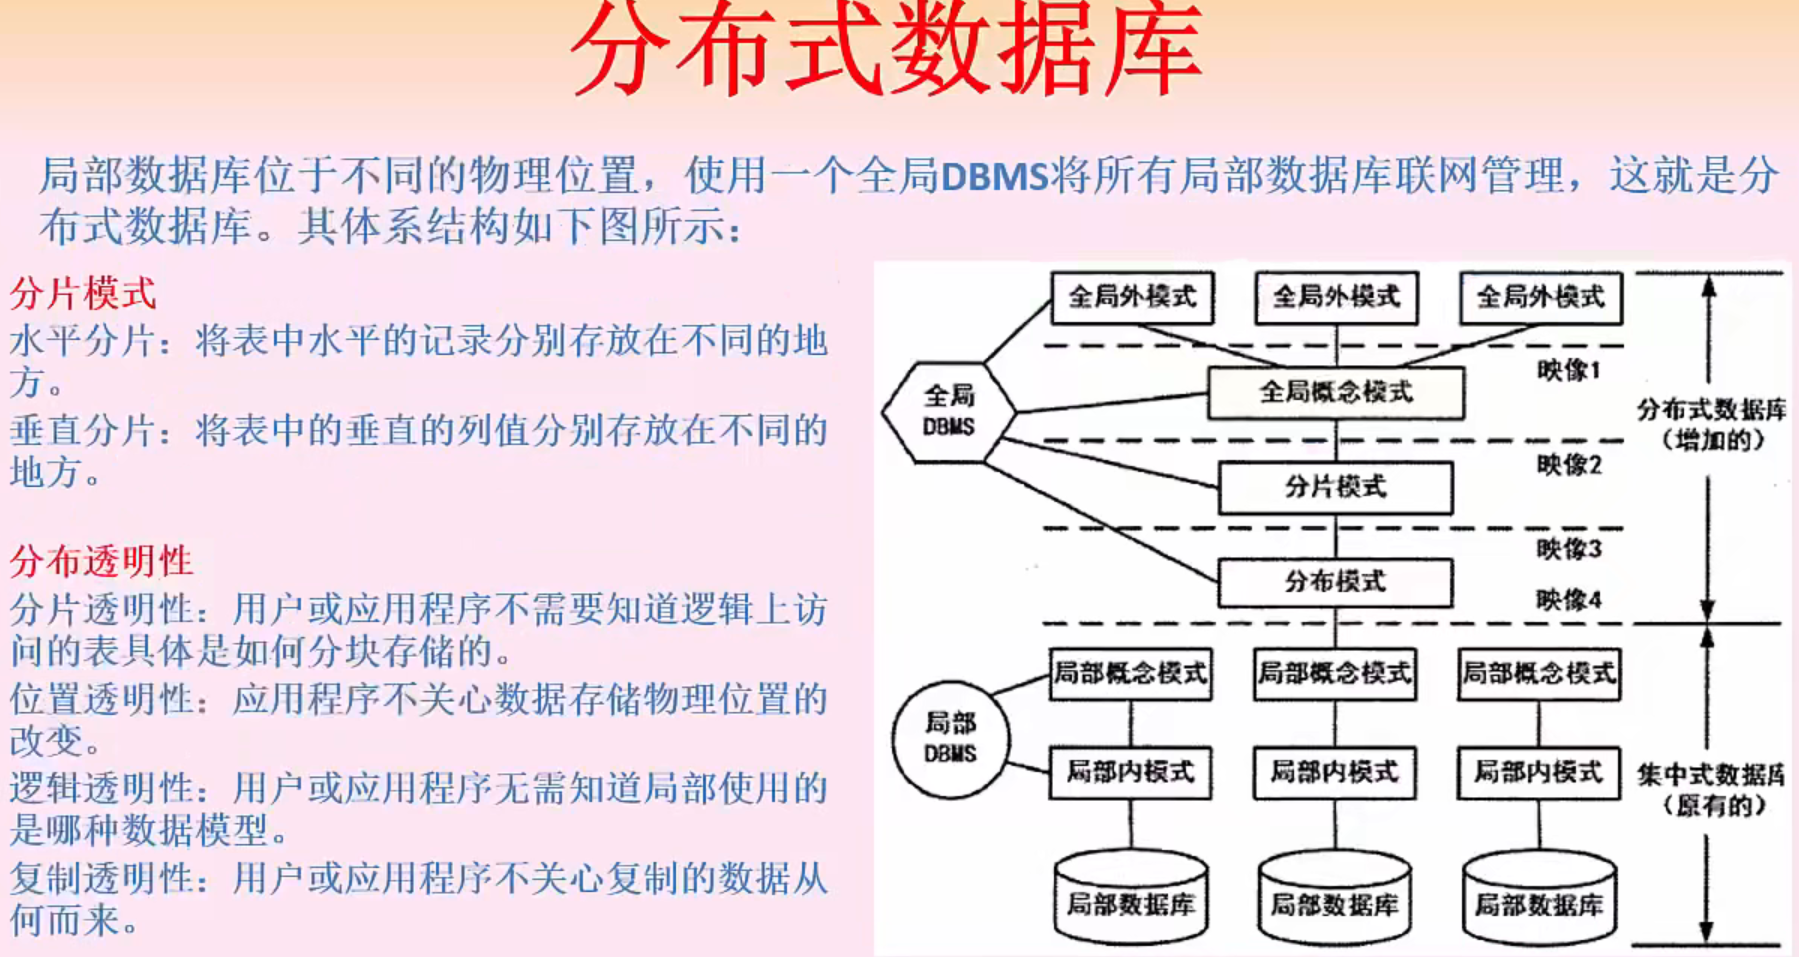 分布式数据库
局部数据库位于不同的物理位置，使用一个全局DBMS将所有局部数据库联网管理，这就是分
布式数据库。其体系结构如下图所示：
分片模式
水平分片：将表中水平的记录分别存放在不同的地
方。
垂直分片：将表中的垂直的列值分别存放在不同的
地方。
分布透明性
分片透明性：用户或应用程序不需要知道逻辑上访
问的表具体是如何分块存储的。
位置透明性：应用程序不关心数据存储物理位置的
改变。
逻辑透明性：用户或应用程序无需知道局部使用的
是哪种数据模型。
复制透明性：用户或应用程序不关心复制的数据从
何而来。
全局外模式
全局外模式
全局外模式
映像1
全局
DBMS
全局概念模式
分布式数据库
（增加的）
映像2
分片模式
映像3
分布模式
映像4
局部概念模式
局部概念模式
局部概念模式
局部
DBMS
局部内模式
局部内模式
局部内模式
集中式数据库
（原有的）
局部数据库
局部数据库
局部数据库